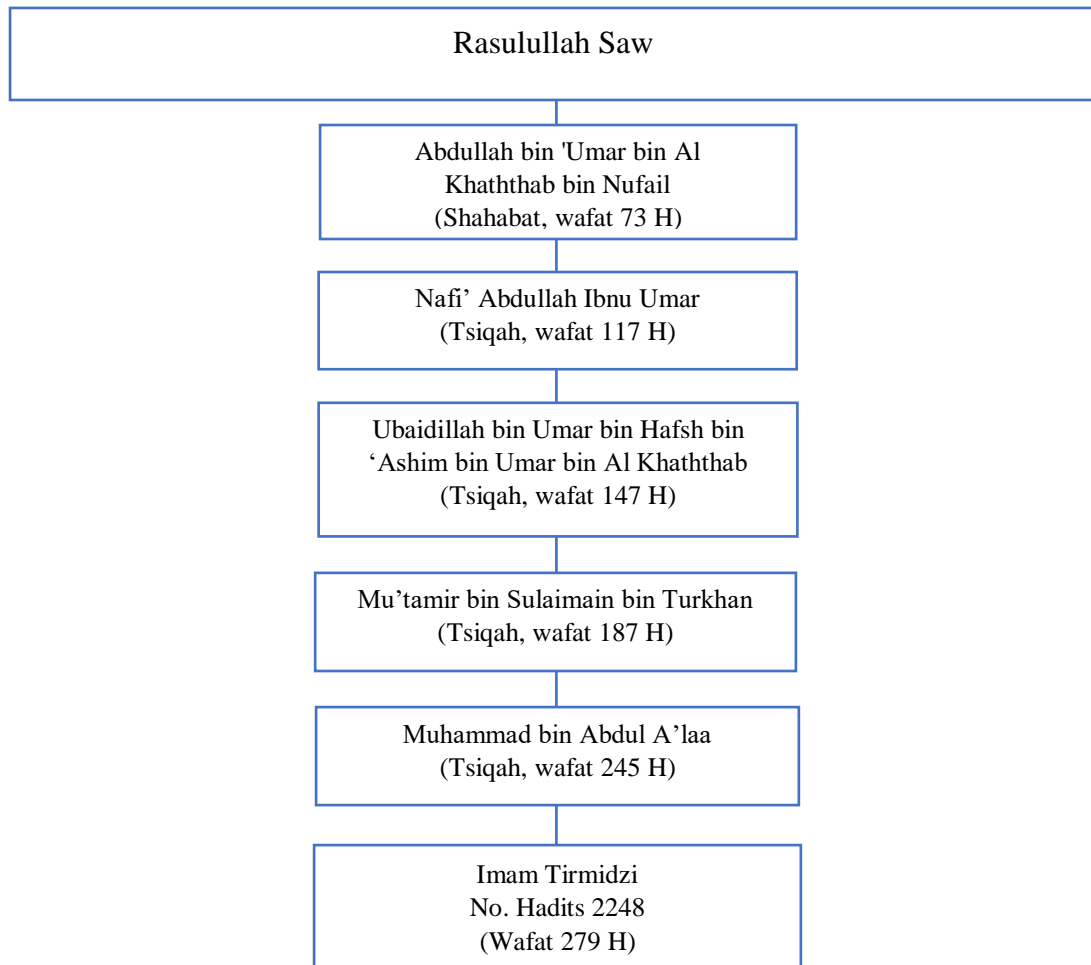 Rasulullah Saw
Abdullah bin 'Umar bin Al
Khaththab bin Nufail
(Shahabat, wafat 73 H)
Nafi’ Abdullah Ibnu Umar
(Tsiqah, wafat 117 H)
Ubaidillah bin Umar bin Hafsh bin
‘Ashim bin Umar bin Al Khaththab
(Tsiqah, wafat 147 H)
Mu’tamir bin Sulaimain bin Turkhan
(Tsiqah, wafat 187 H)
Muhammad bin Abdul A’laa
(Tsiqah, wafat 245 H)
Imam Tirmidzi
No. Hadits 2248
(Wafat 279 H)